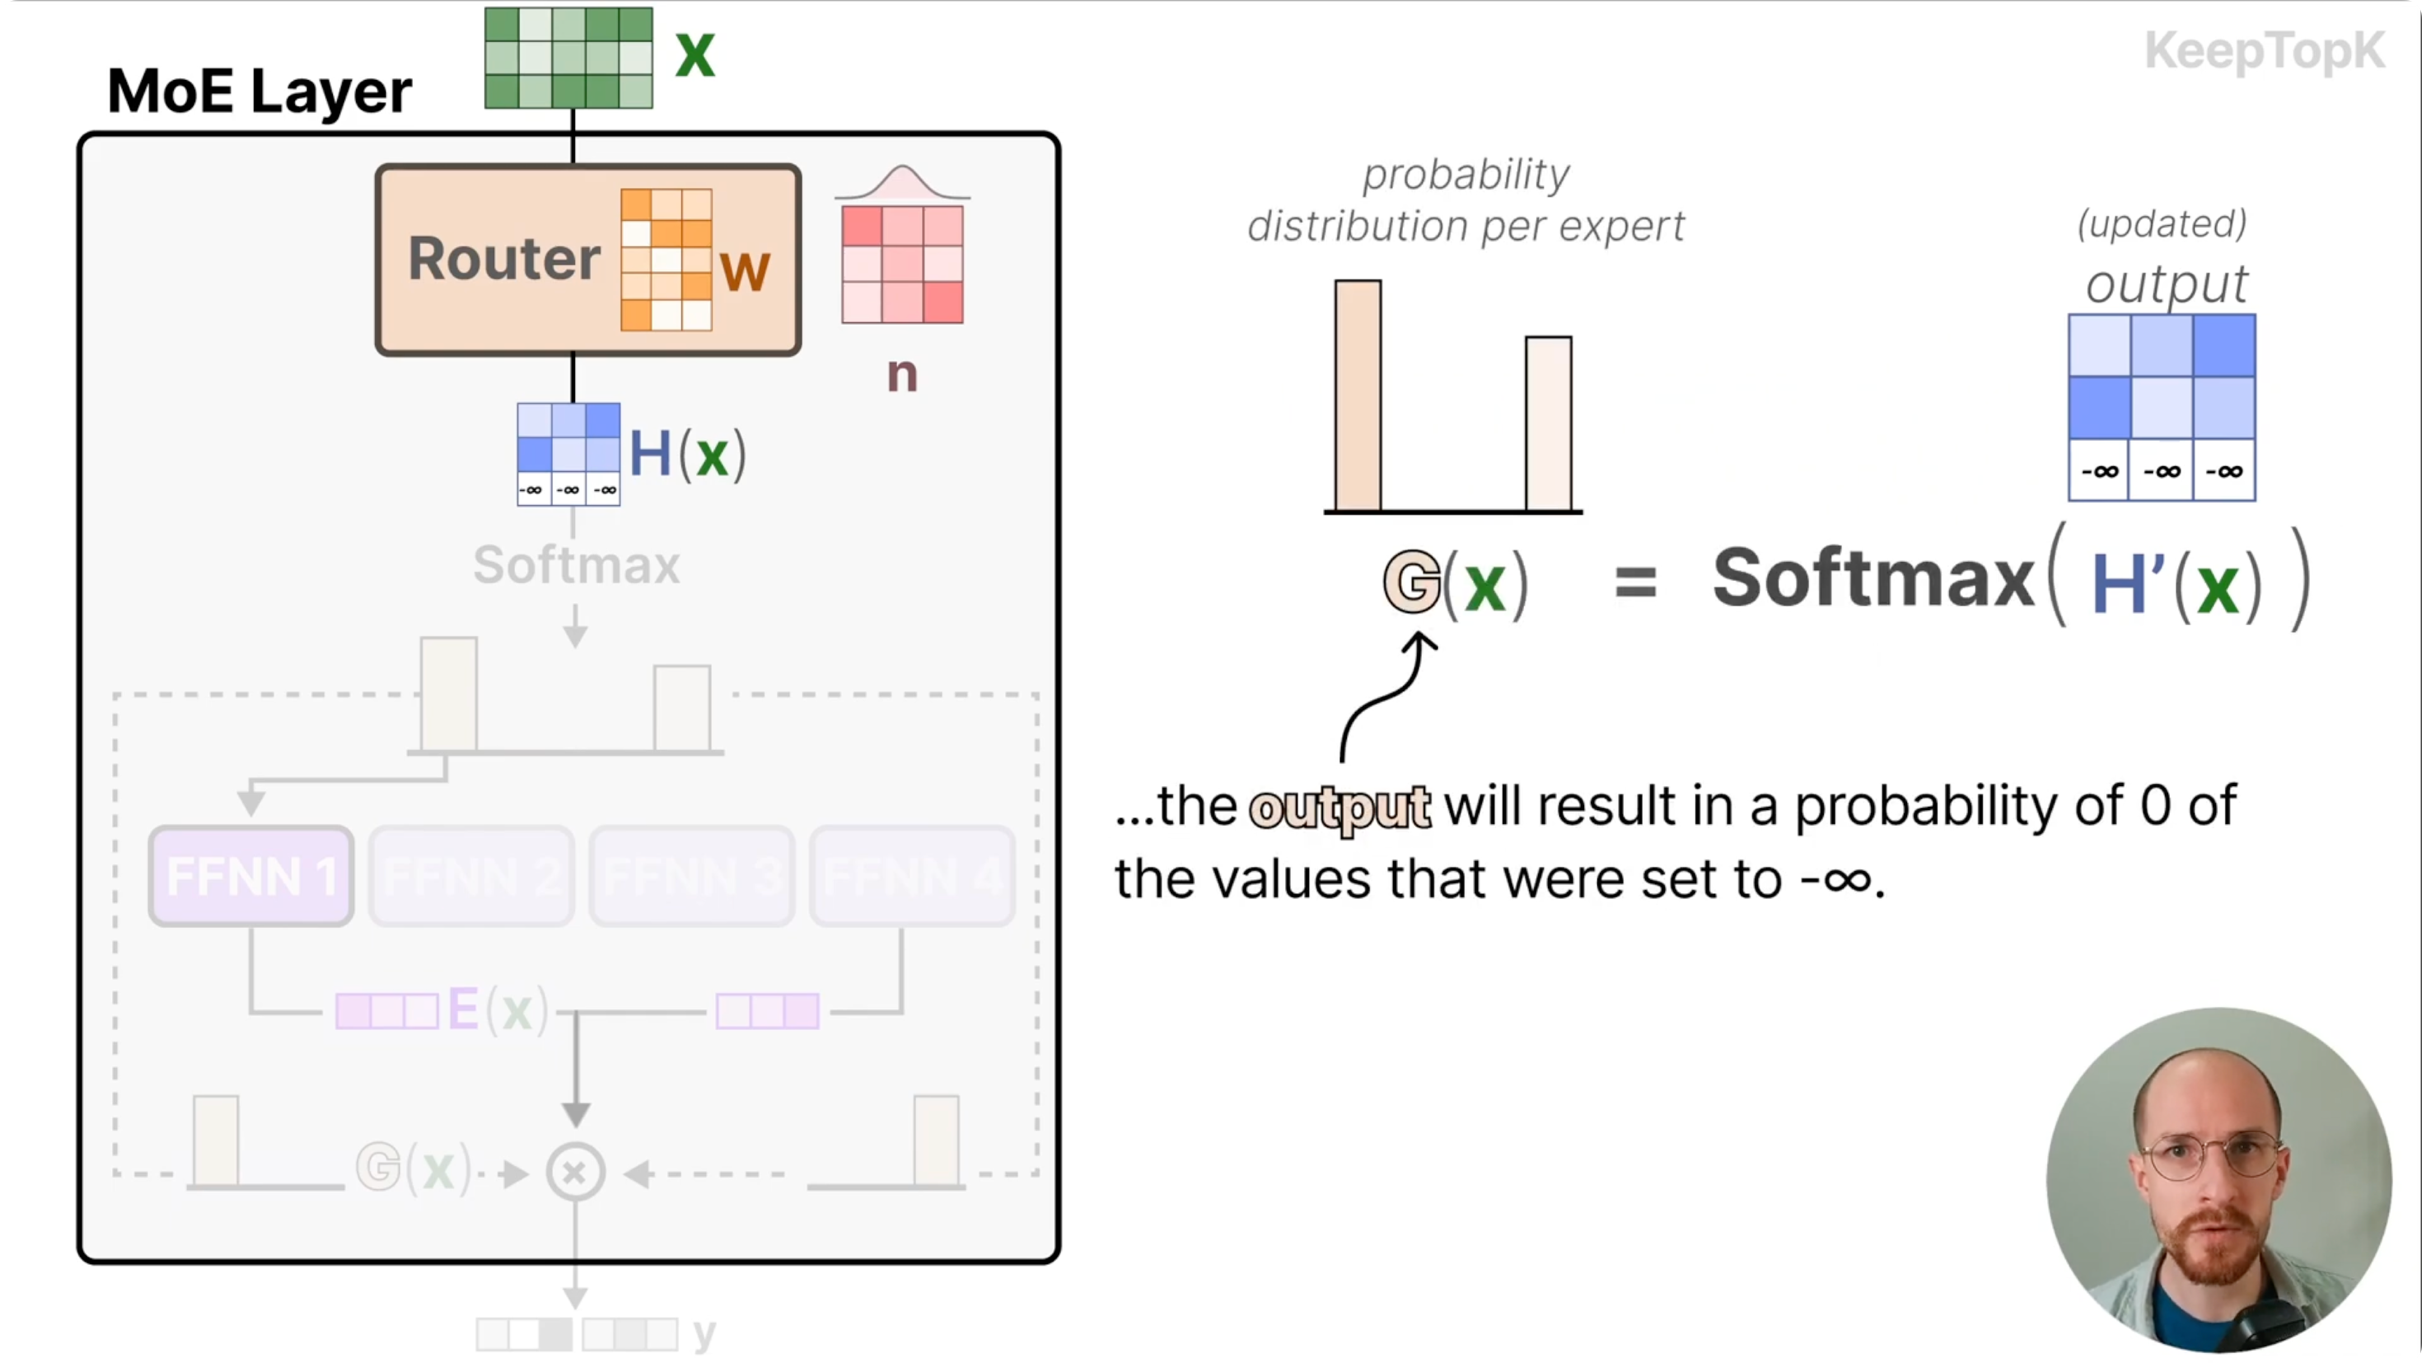 KeepTopK
x
MoE Layer
Router
W
n
H(x)
-∞ -∞ -∞
Softmax
FFNN 1
FFNN 2
FFNN 3
FFNN 4
E(x)
G(x)
y
probability
distribution per expert
(updated)
output
-∞ -∞ -∞
G(x) = Softmax( H’(x) )
...the output will result in a probability of 0 of
the values that were set to -∞.